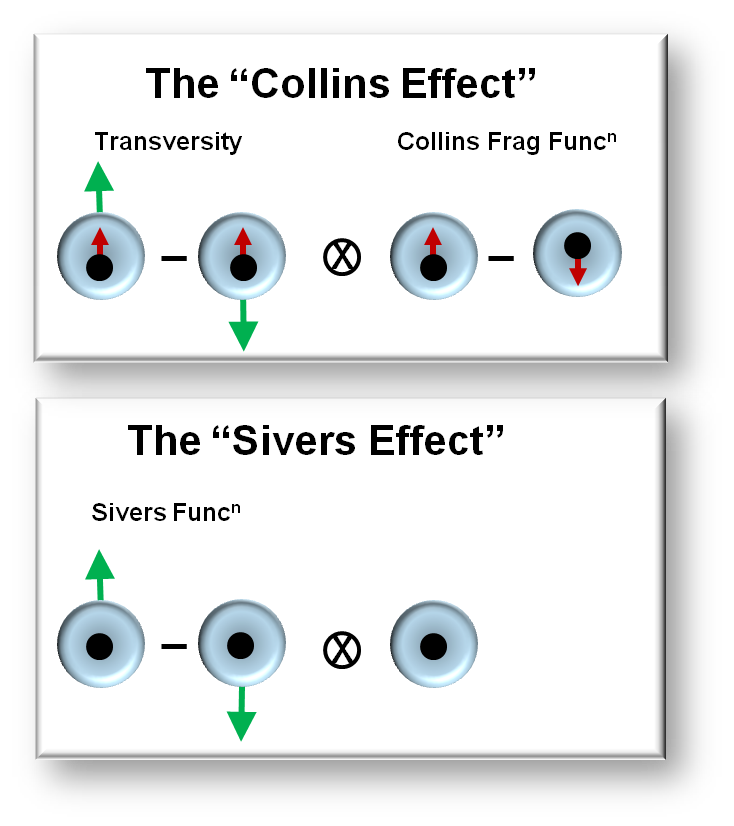 The “Collins Effect”
Transversity
Collins Frag Funcⁿ
– ⊗ –
The “Sivers Effect”
Sivers Funcⁿ
– ⊗